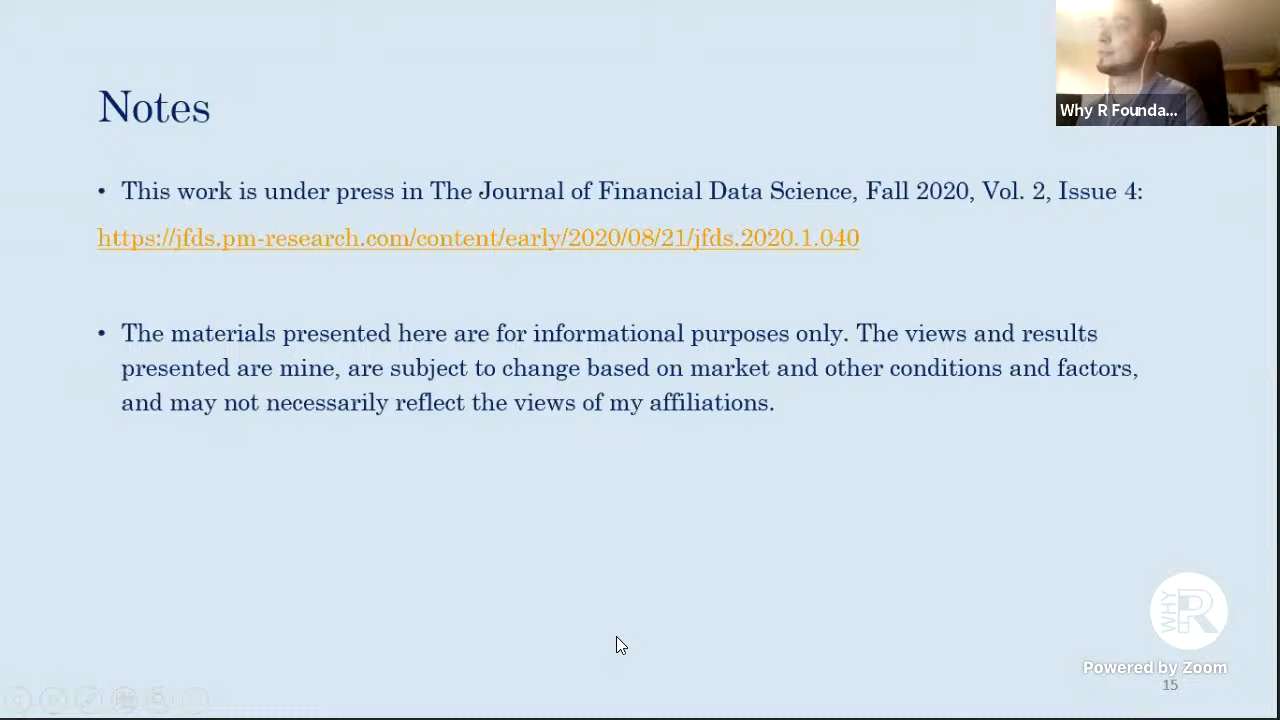 Notes
Why R Founda...
• This work is under press in The Journal of Financial Data Science, Fall 2020, Vol. 2, Issue 4:
https://jfds.pm-research.com/content/early/2020/08/21/jfds.2020.1.040
• The materials presented here are for informational purposes only. The views and results
presented are mine, are subject to change based on market and other conditions and factors,
and may not necessarily reflect the views of my affiliations.
WHY R
Powered by Zoom
15